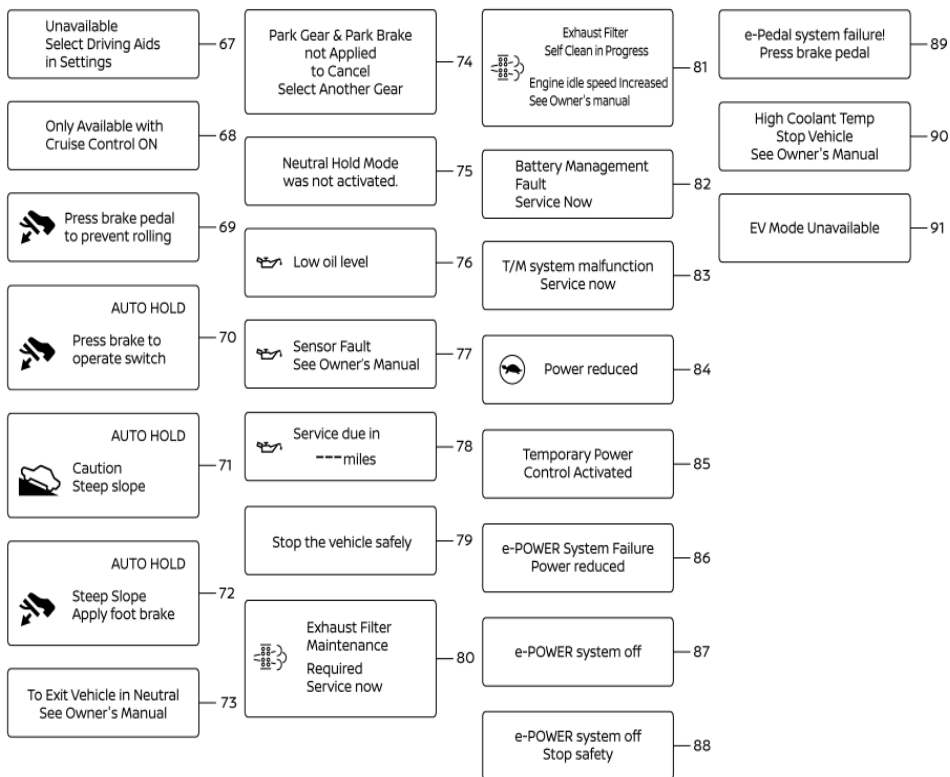 Unavailable
Select Driving Aids
in Settings
67
Only Available with
Cruise Control ON
68
Press brake pedal
to prevent rolling
69
AUTO HOLD
Press brake to
operate switch
70
AUTO HOLD
Caution
Steep slope
71
AUTO HOLD
Steep Slope
Apply foot brake
72
To Exit Vehicle in Neutral
See Owner's Manual
73
Park Gear & Park Brake
not Applied
to Cancel
Select Another Gear
74
Neutral Hold Mode
was not activated.
75
Low oil level
76
Sensor Fault
See Owner's Manual
77
Service due in
---miles
78
Stop the vehicle safely
79
Exhaust Filter
Maintenance
Required
Service now
80
Exhaust Filter
Self Clean in Progress
Engine idle speed Increased
See Owner's manual
81
Battery Management
Fault
Service Now
82
T/M system malfunction
Service now
83
Power reduced
84
Temporary Power
Control Activated
85
e-POWER System Failure
Power reduced
86
e-POWER system off
87
e-POWER system off
Stop safety
88
e-Pedal system failure!
Press brake pedal
89
High Coolant Temp
Stop Vehicle
See Owner's Manual
90
EV Mode Unavailable
91